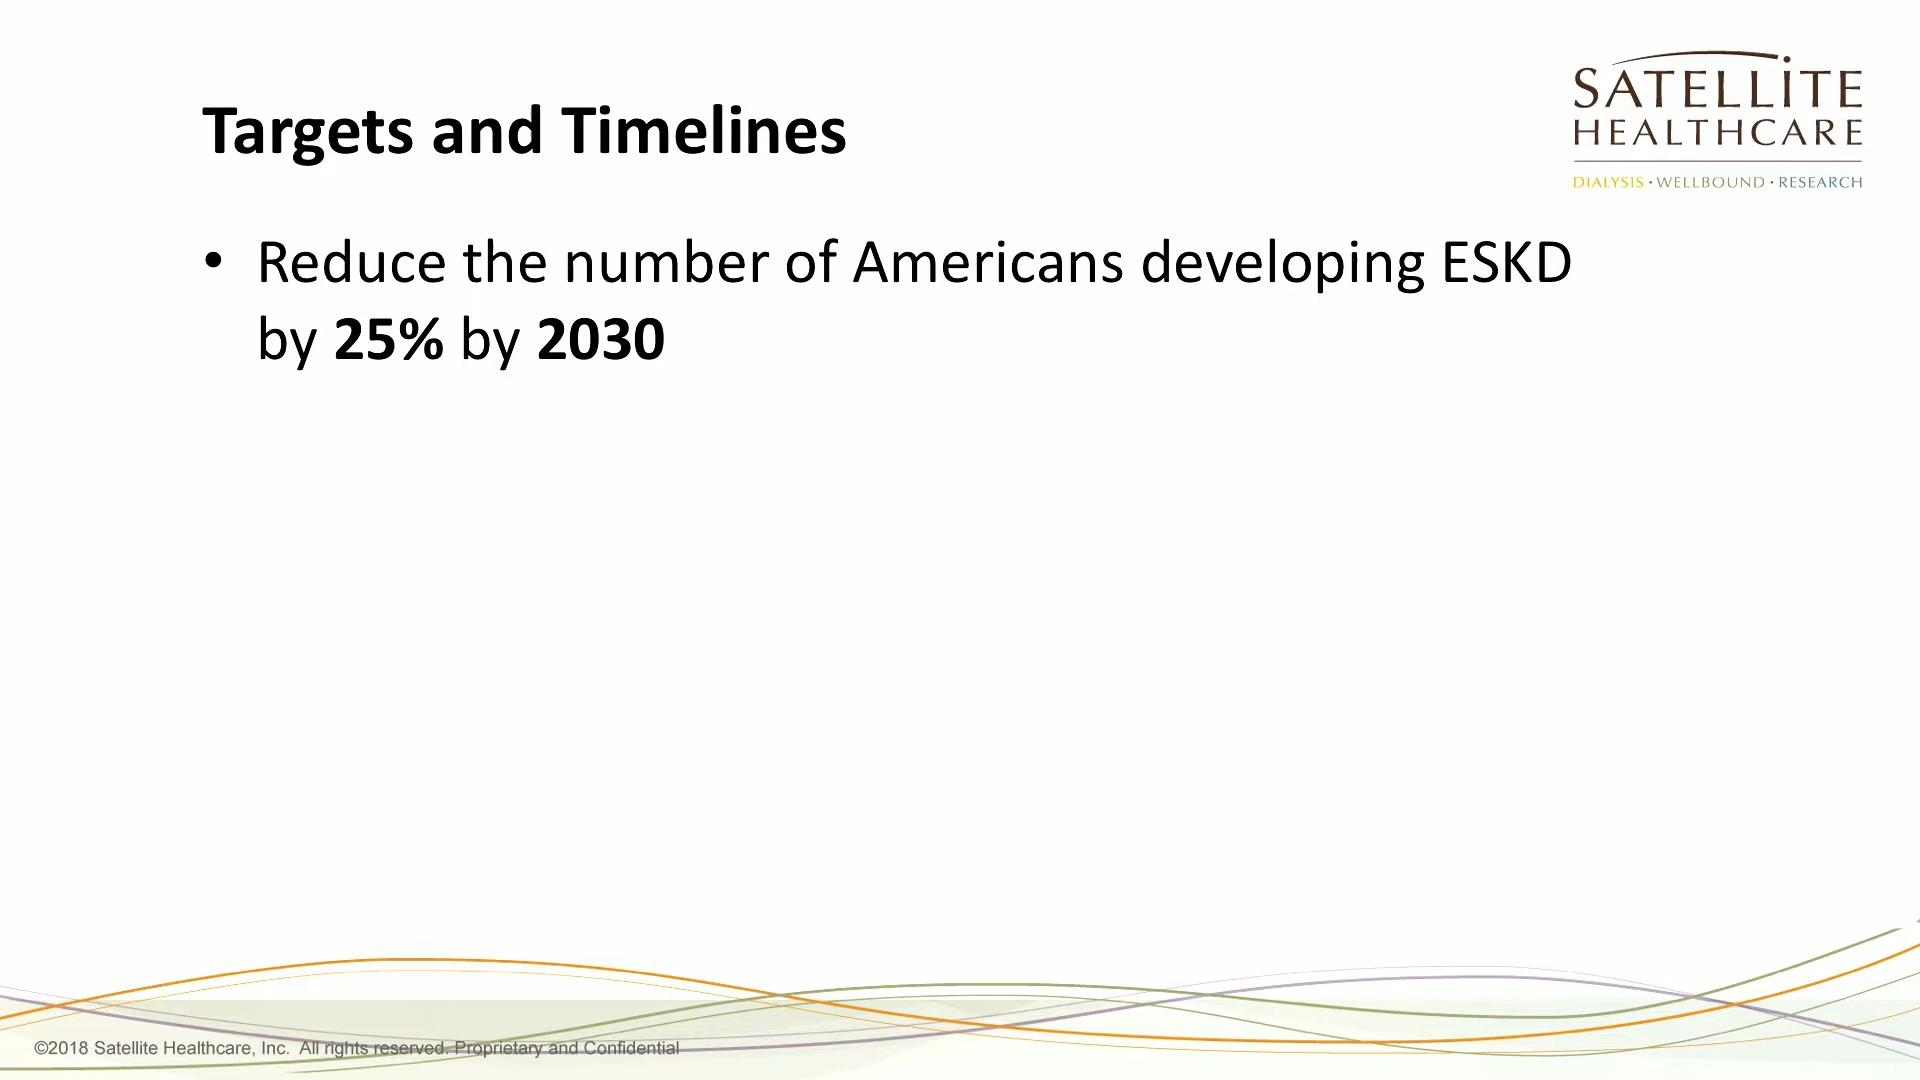 SATELLiTE
HEALTHCARE
DIALYSIS · WELLBOUND · RESEARCH
Targets and Timelines
• Reduce the number of Americans developing ESKD
by 25% by 2030
©2018 Satellite Healthcare, Inc.  All rights reserved. Proprietary and Confidential